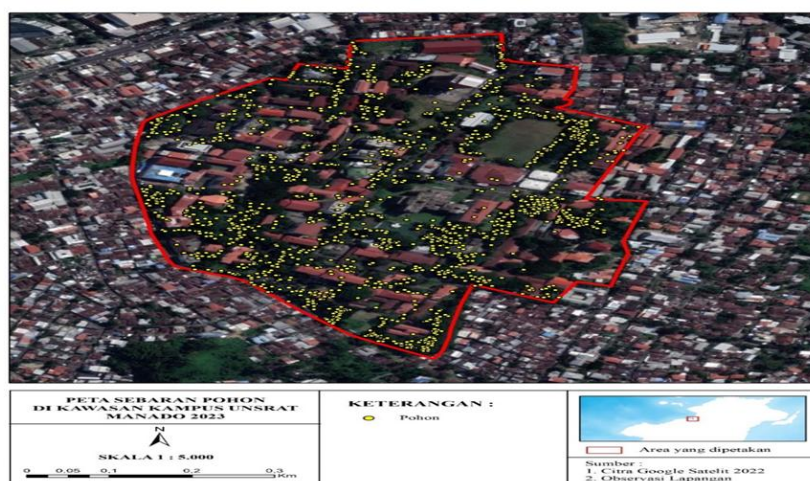 PETA SEBARAN POHON
DI KAWASAN KAMPUS UNSRAT
MANADO 2023
N
SKALA 1 : 5.000
0 0,05 0,1 0,2 0,3
Km
KETERANGAN :
Pohon
Area yang dipetakan
Sumber :
1. Citra Google Satelit 2022
2. Observasi Lapangan